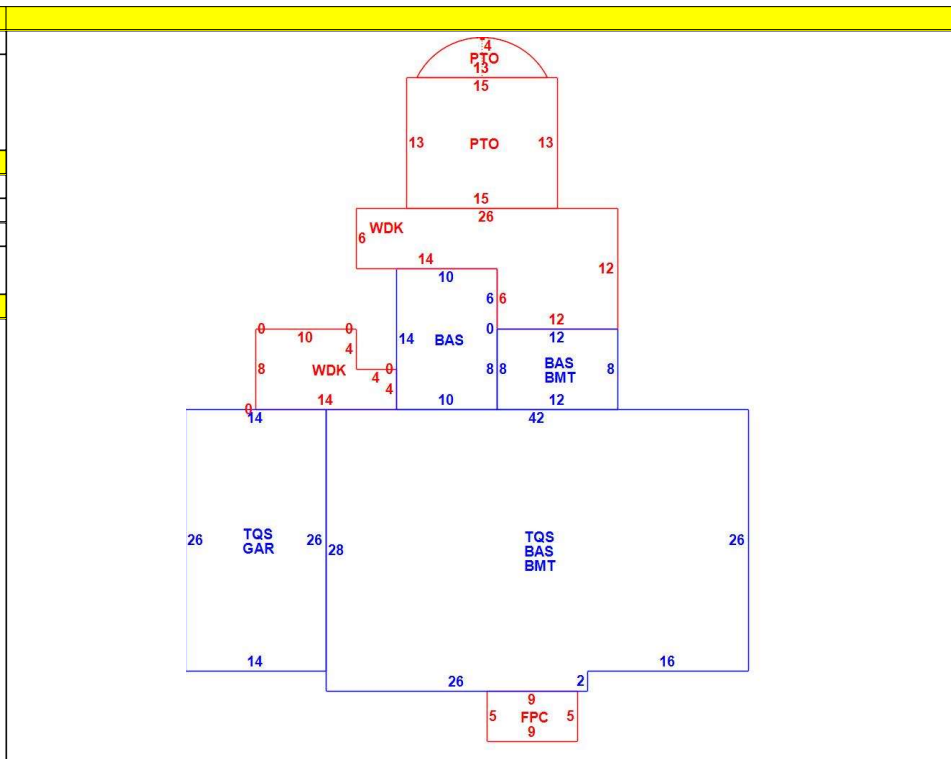 4
PTO
13
15
13 PTO 13
15
26
WDK
6
14
12
10
6 6
0 0 0 12
10 14 BAS 12
4
8 WDK 4 0 8 8 BAS 8
BMT
4
14 10 12
0
14 42
26 TQS 26 28 TQS 26
GAR BAS
BMT
14 16
26 2
9
5 FPC 5
9